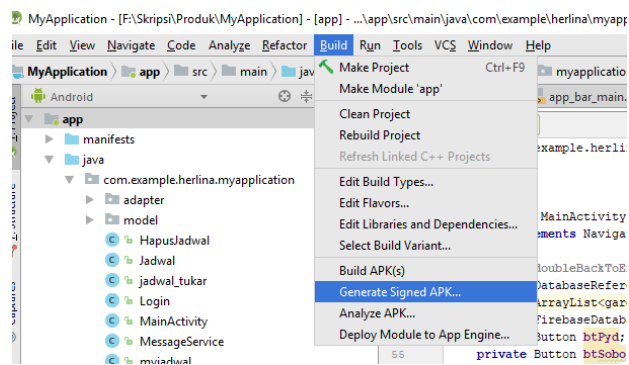 MyApplication - [F:\Skripsi\Produk\MyApplication] - [app] - ...\app\src\main\java\com\example\herlina\myapp
ile Edit View Navigate Code Analyze Refactor Build Run Tools VCS Window Help
MyApplication app src main jav
Make Project Ctrl+F9
myapplicatio
Make Module 'app'
Android
app_bar_main.
Clean Project
app
Rebuild Project
manifests
Refresh Linked C++ Projects
example.herli
java
com.example.herlina.myapplication
Edit Build Types...
adapter
Edit Flavors...
model
Edit Libraries and Dependencies...
MainActivity
HapusJadwal
Select Build Variant...
ements Naviga
Jadwal
Build APK(s)
doubleBackToE
jadwal_tukar
Generate Signed APK...
DatabaseRefer
Login
Analyze APK...
ArrayList<gar
MainActivity
Deploy Module to App Engine...
FirebaseDatab
MessageService
Button btPyd;
myjadwal
55 private Button btSobo